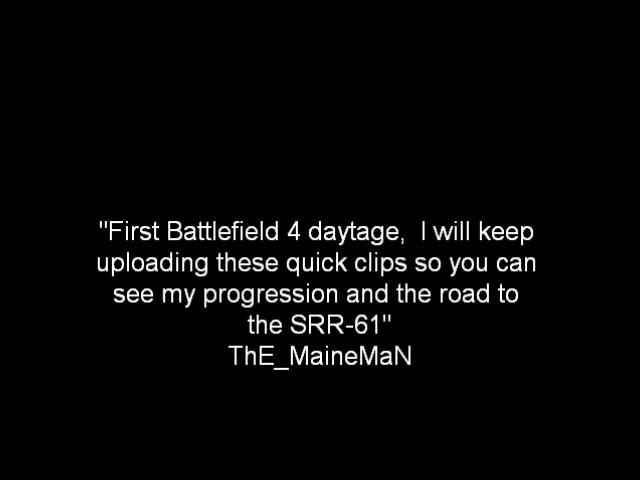 "First Battlefield 4 daytage,  I will keep
uploading these quick clips so you can
see my progression and the road to
the SRR-61"
ThE_MaineMaN